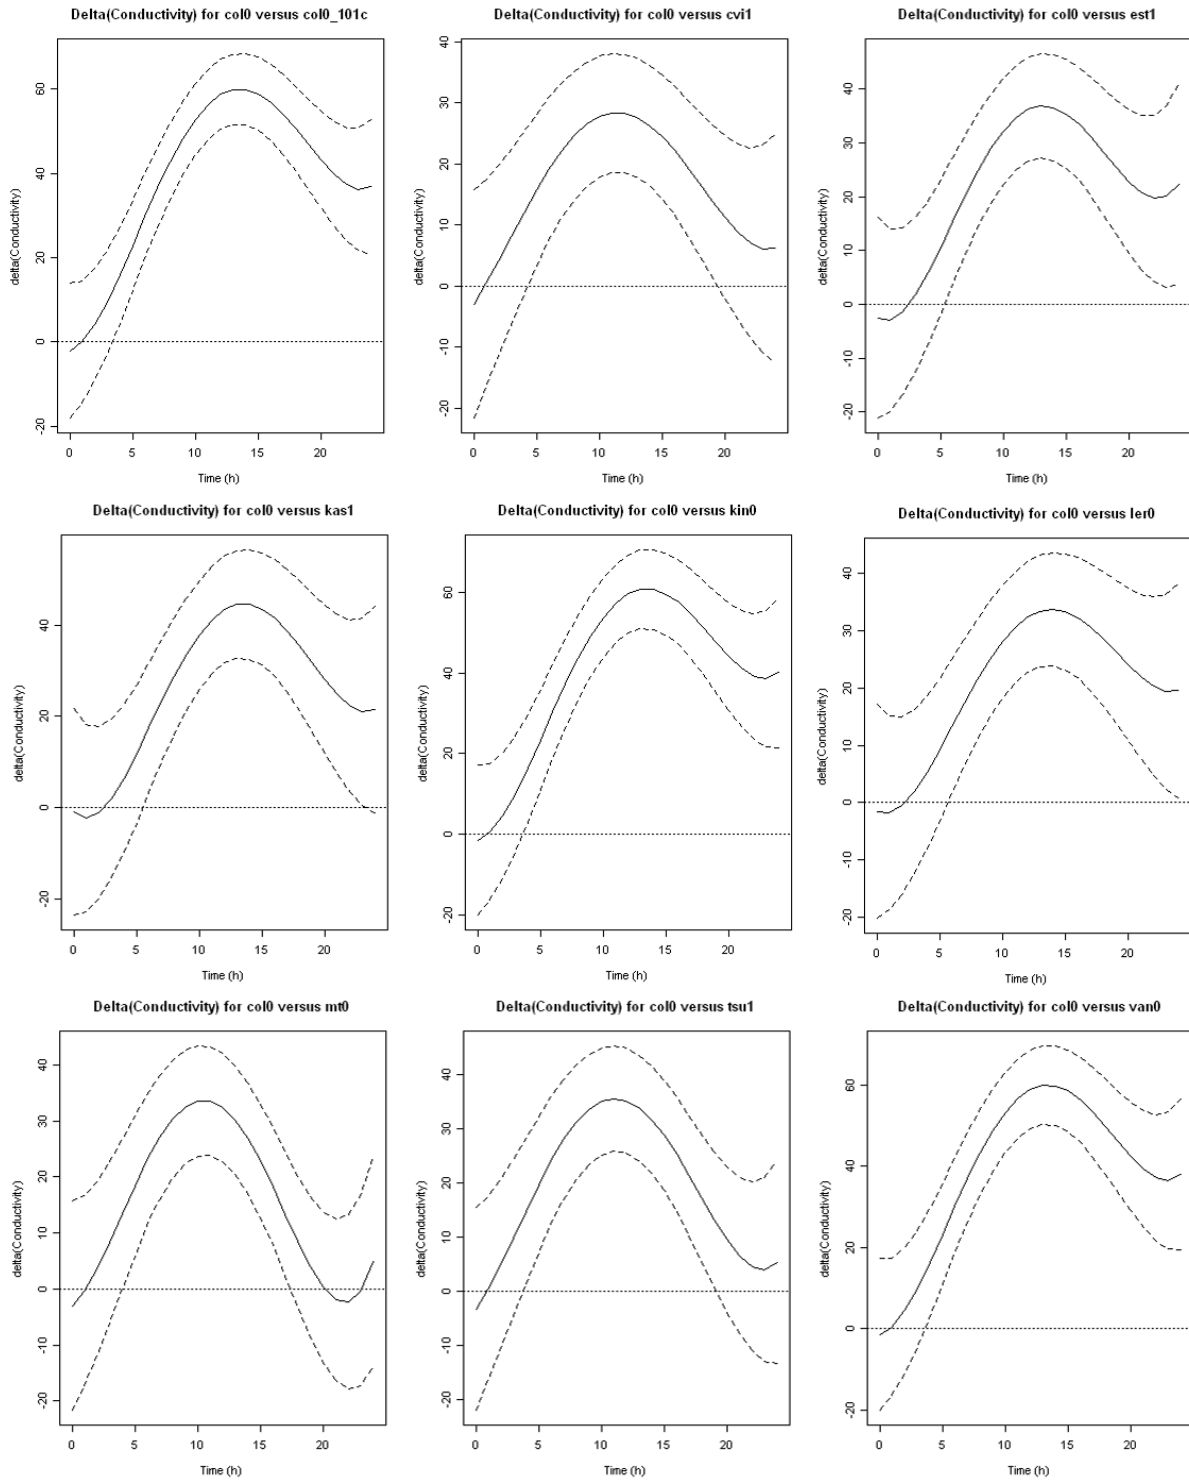 Delta(Conductivity) for col0 versus col0_101c
delta(Conductivity)
-20 0 20 40 60
0 5 10 15 20
Time (h)
Delta(Conductivity) for col0 versus cvi1
delta(Conductivity)
-20 -10 0 10 20 30 40
0 5 10 15 20
Time (h)
Delta(Conductivity) for col0 versus est1
delta(Conductivity)
-20 -10 0 10 20 30 40
0 5 10 15 20
Time (h)
Delta(Conductivity) for col0 versus kas1
delta(Conductivity)
-20 0 20 40
0 5 10 15 20
Time (h)
Delta(Conductivity) for col0 versus kin0
delta(Conductivity)
-20 0 20 40 60
0 5 10 15 20
Time (h)
Delta(Conductivity) for col0 versus ler0
delta(Conductivity)
-20 -10 0 10 20 30 40
0 5 10 15 20
Time (h)
Delta(Conductivity) for col0 versus mt0
delta(Conductivity)
-20 -10 0 10 20 30 40
0 5 10 15 20
Time (h)
Delta(Conductivity) for col0 versus tsu1
delta(Conductivity)
-20 -10 0 10 20 30 40
0 5 10 15 20
Time (h)
Delta(Conductivity) for col0 versus van0
delta(Conductivity)
-20 0 20 40 60
0 5 10 15 20
Time (h)